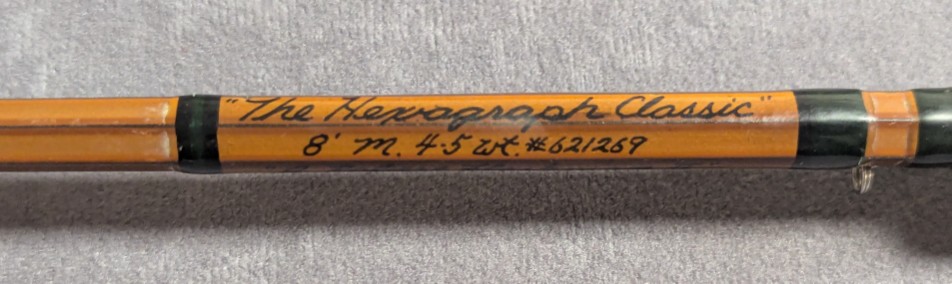 "The Hexagraph Classic"
8' M. 4-5 wt. #621269